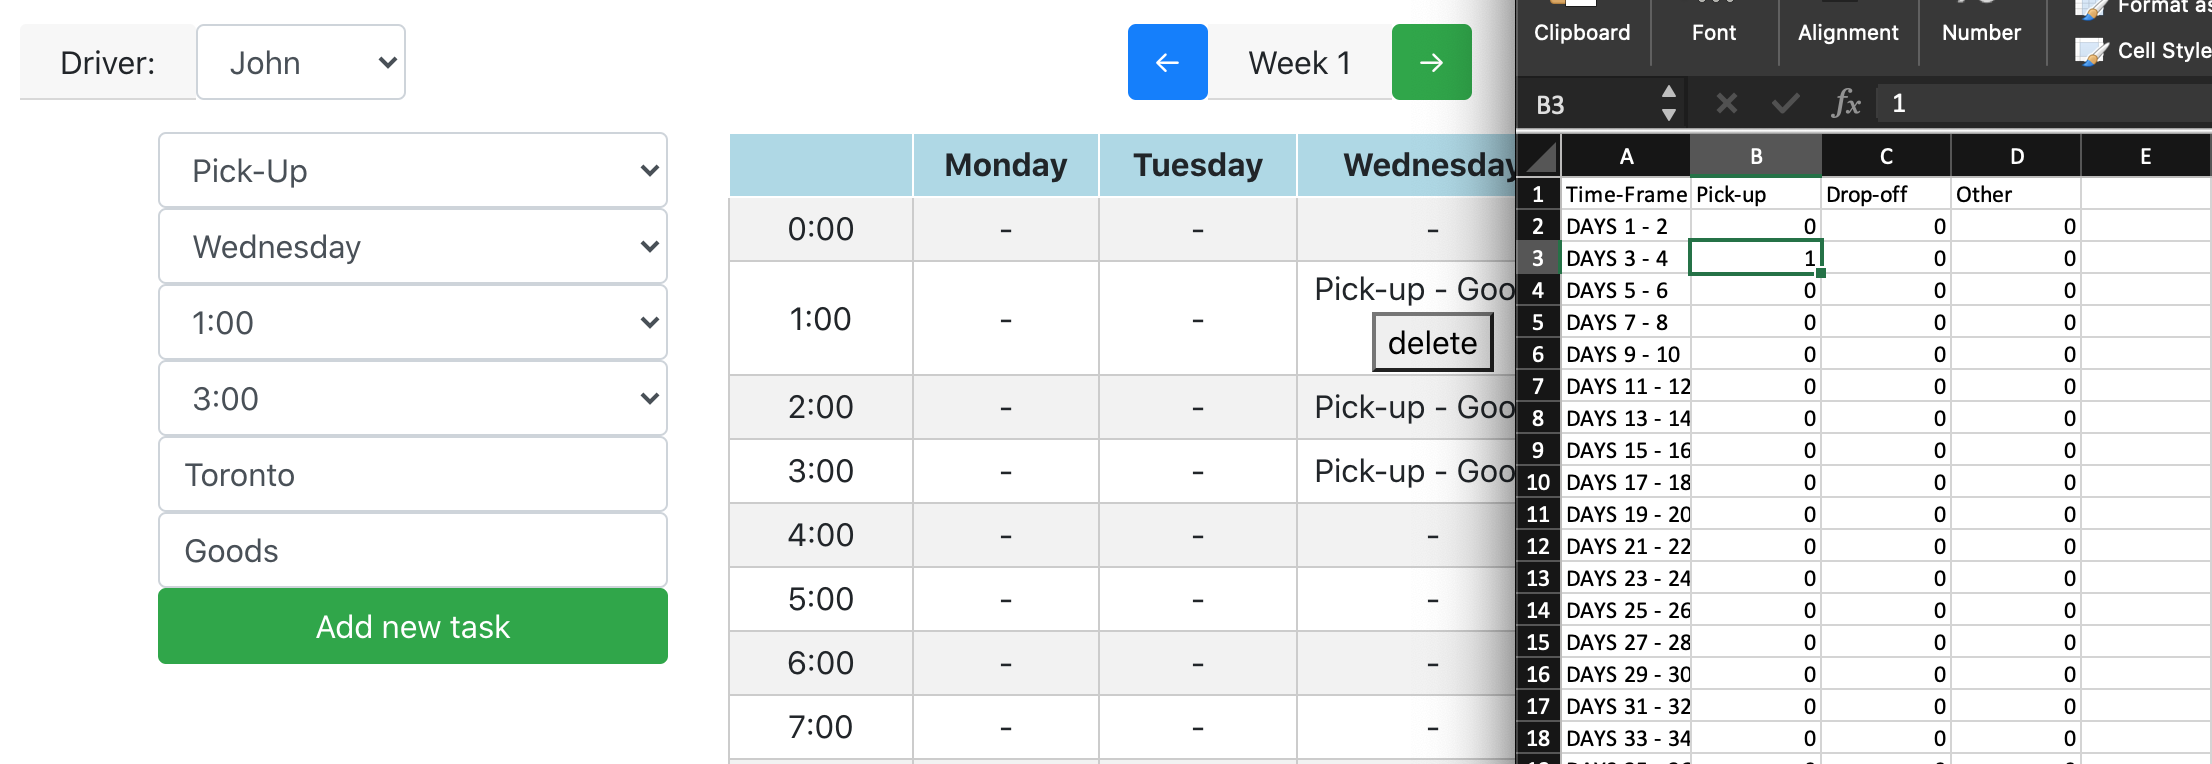 Driver: John
← Week 1 →
Pick-Up
Wednesday
1:00
3:00
Toronto
Goods
Add new task
Monday Tuesday Wednesday
0:00 - - -
1:00 - - Pick-up - Goo
delete
2:00 - - Pick-up - Goo
3:00 - - Pick-up - Goo
4:00 - - -
5:00 - - -
6:00 - - -
7:00 - - -
Clipboard Font Alignment Number
Format as
Cell Style
B3 fx 1
A B C D E
1 Time-Frame Pick-up Drop-off Other
2 DAYS 1 - 2 0 0 0
3 DAYS 3 - 4 1 0 0
4 DAYS 5 - 6 0 0 0
5 DAYS 7 - 8 0 0 0
6 DAYS 9 - 10 0 0 0
7 DAYS 11 - 12 0 0 0
8 DAYS 13 - 14 0 0 0
9 DAYS 15 - 16 0 0 0
10 DAYS 17 - 18 0 0 0
11 DAYS 19 - 20 0 0 0
12 DAYS 21 - 22 0 0 0
13 DAYS 23 - 24 0 0 0
14 DAYS 25 - 26 0 0 0
15 DAYS 27 - 28 0 0 0
16 DAYS 29 - 30 0 0 0
17 DAYS 31 - 32 0 0 0
18 DAYS 33 - 34 0 0 0